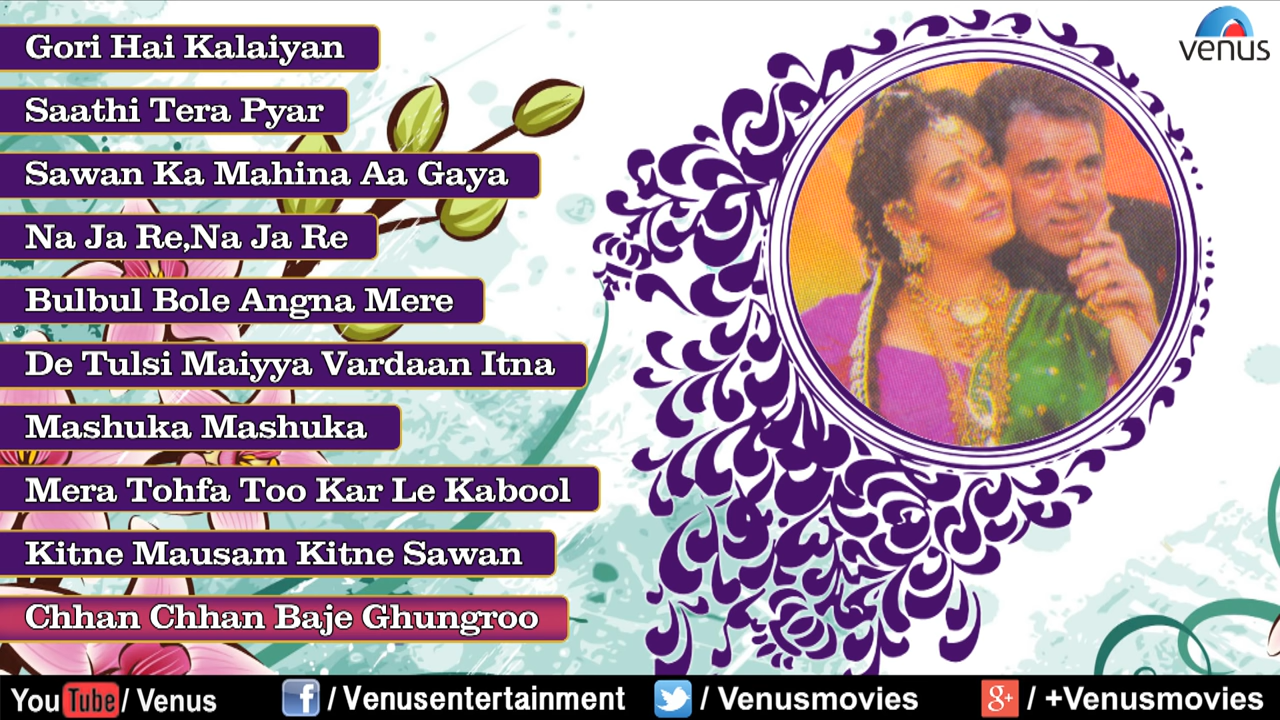 venus
Gori Hai Kalaiyan
Saathi Tera Pyar
Sawan Ka Mahina Aa Gaya
Na Ja Re,Na Ja Re
Bulbul Bole Angna Mere
De Tulsi Maiyya Vardaan Itna
Mashuka Mashuka
Mera Tohfa Too Kar Le Kabool
Kitne Mausam Kitne Sawan
Chhan Chhan Baje Ghungroo
YouTube / Venus f / Venusentertainment / Venusmovies g+ / +Venusmovies